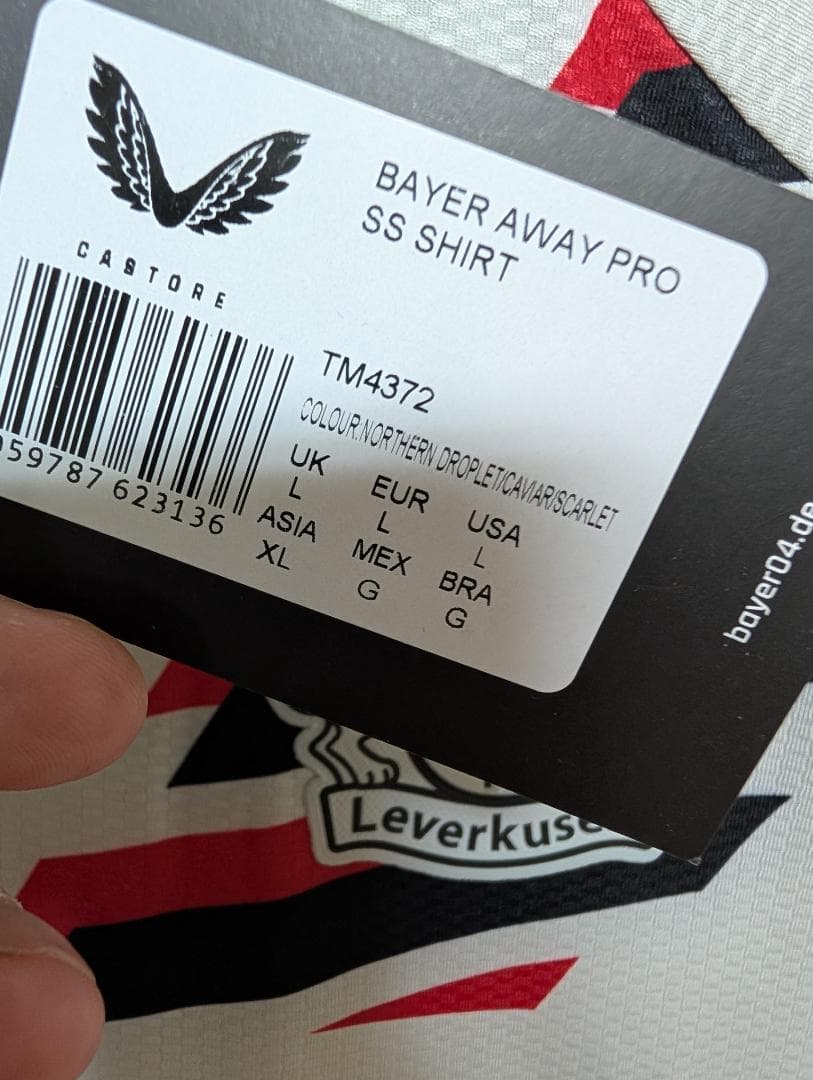 CASTORE
BAYER AWAY PRO
SS SHIRT
TM4372
COLOUR:NORTHERN DROPLET/CAVIAR/SCARLET
UK EUR USA
L L L
ASIA MEX BRA
XL G G
59787 623136
bayer04.de
Leverkuse